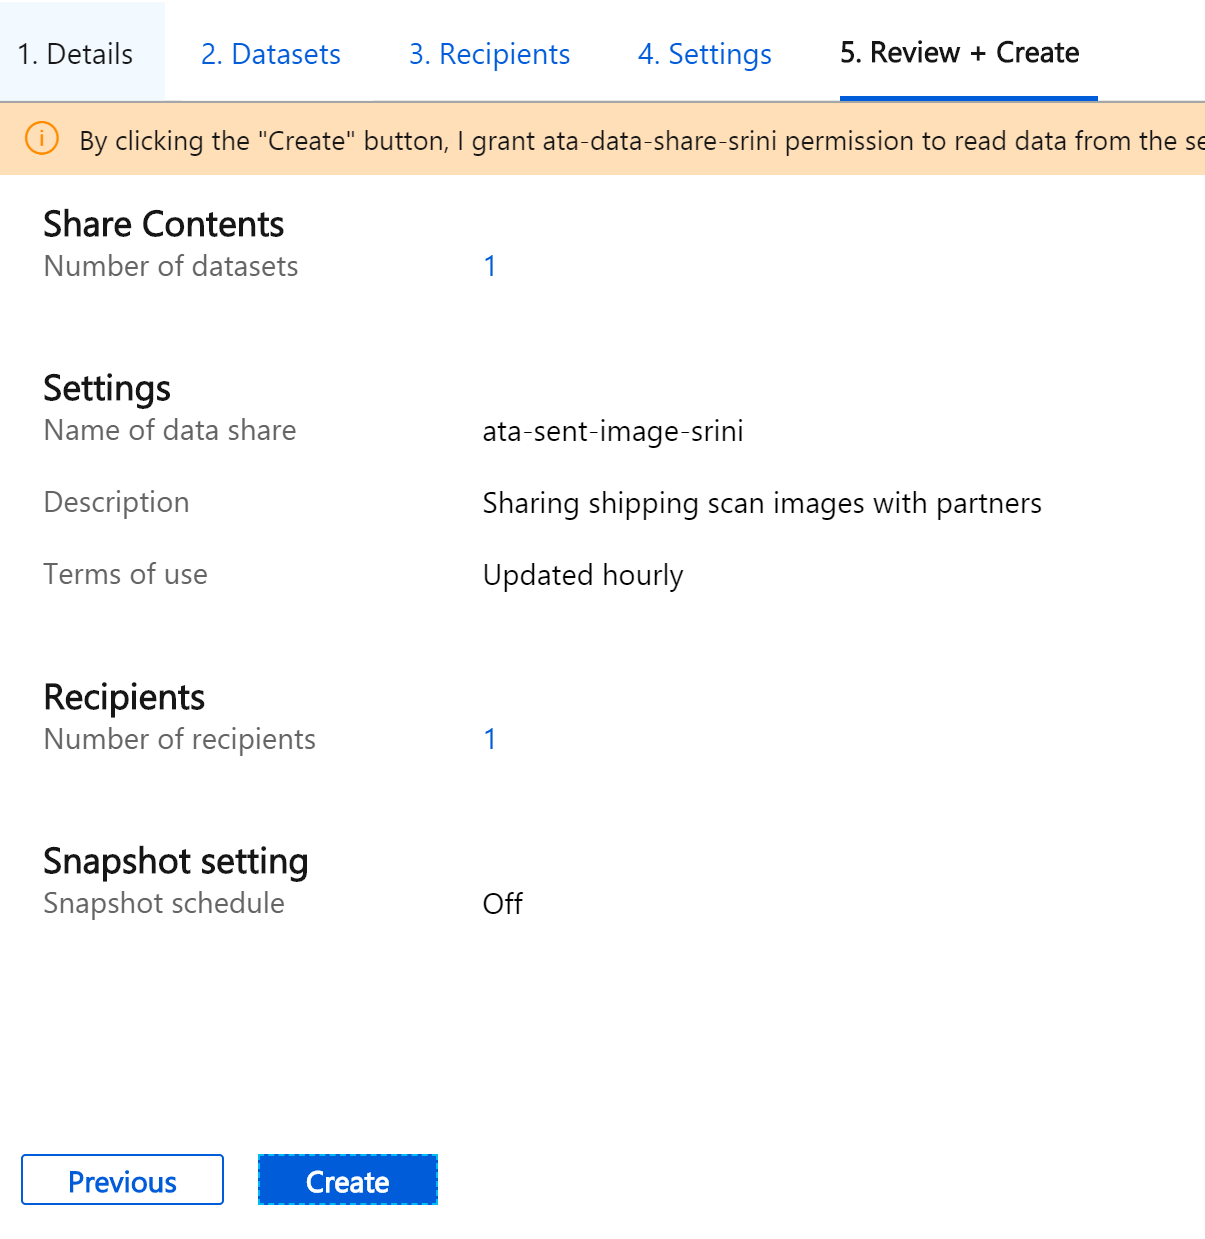 1. Details 2. Datasets 3. Recipients 4. Settings 5. Review + Create
By clicking the "Create" button, I grant ata-data-share-srini permission to read data from the
Share Contents
Number of datasets 1
Settings
Name of data share ata-sent-image-srini
Description Sharing shipping scan images with partners
Terms of use Updated hourly
Recipients
Number of recipients 1
Snapshot setting
Snapshot schedule Off
Previous Create